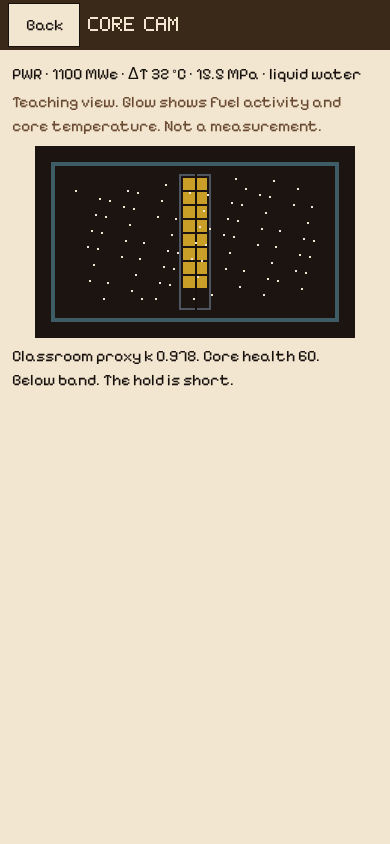 Back
CORE CAM
PWR · 1100 MWe · ΔT 32 °C · 15.5 MPa · liquid water
Teaching view. Glow shows fuel activity and
core temperature. Not a measurement.
Classroom proxy k 0.978. Core health 60.
Below band. The hold is short.